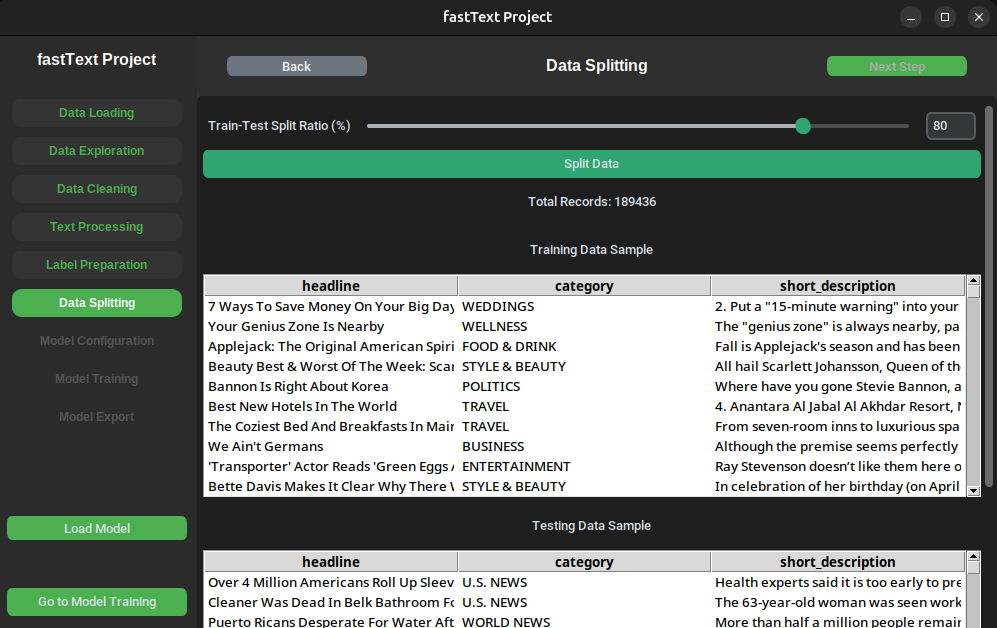 fastText Project
fastText Project
Back
Data Splitting
Next Step
Data Loading
Data Exploration
Data Cleaning
Text Processing
Label Preparation
Data Splitting
Model Configuration
Model Training
Model Export
Load Model
Go to Model Training
Train-Test Split Ratio (%)
80
Split Data
Total Records: 189436
Training Data Sample
headline category short_description
7 Ways To Save Money On Your Big Day WEDDINGS 2. Put a "15-minute warning" into your
Your Genius Zone Is Nearby WELLNESS The "genius zone" is always nearby, pa
Applejack: The Original American Spiri FOOD & DRINK Fall is Applejack's season and has been
Beauty Best & Worst Of The Week: Scar STYLE & BEAUTY All hail Scarlett Johansson, Queen of th
Bannon Is Right About Korea POLITICS Where have you gone Stevie Bannon, a
Best New Hotels In The World TRAVEL 4. Anantara Al Jabal Al Akhdar Resort,
The Coziest Bed And Breakfasts In Main TRAVEL From seven-room inns to luxurious spa
We Ain't Germans BUSINESS Although the premise seems perfectly
'Transporter' Actor Reads 'Green Eggs ENTERTAINMENT Ray Stevenson doesn’t like them here o
Bette Davis Makes It Clear Why There STYLE & BEAUTY In celebration of her birthday (on April
Testing Data Sample
headline category short_description
Over 4 Million Americans Roll Up Sleev U.S. NEWS Health experts said it is too early to pre
Cleaner Was Dead In Belk Bathroom Fo U.S. NEWS The 63-year-old woman was seen work
Puerto Ricans Desperate For Water Aft WORLD NEWS More than half a million people remain